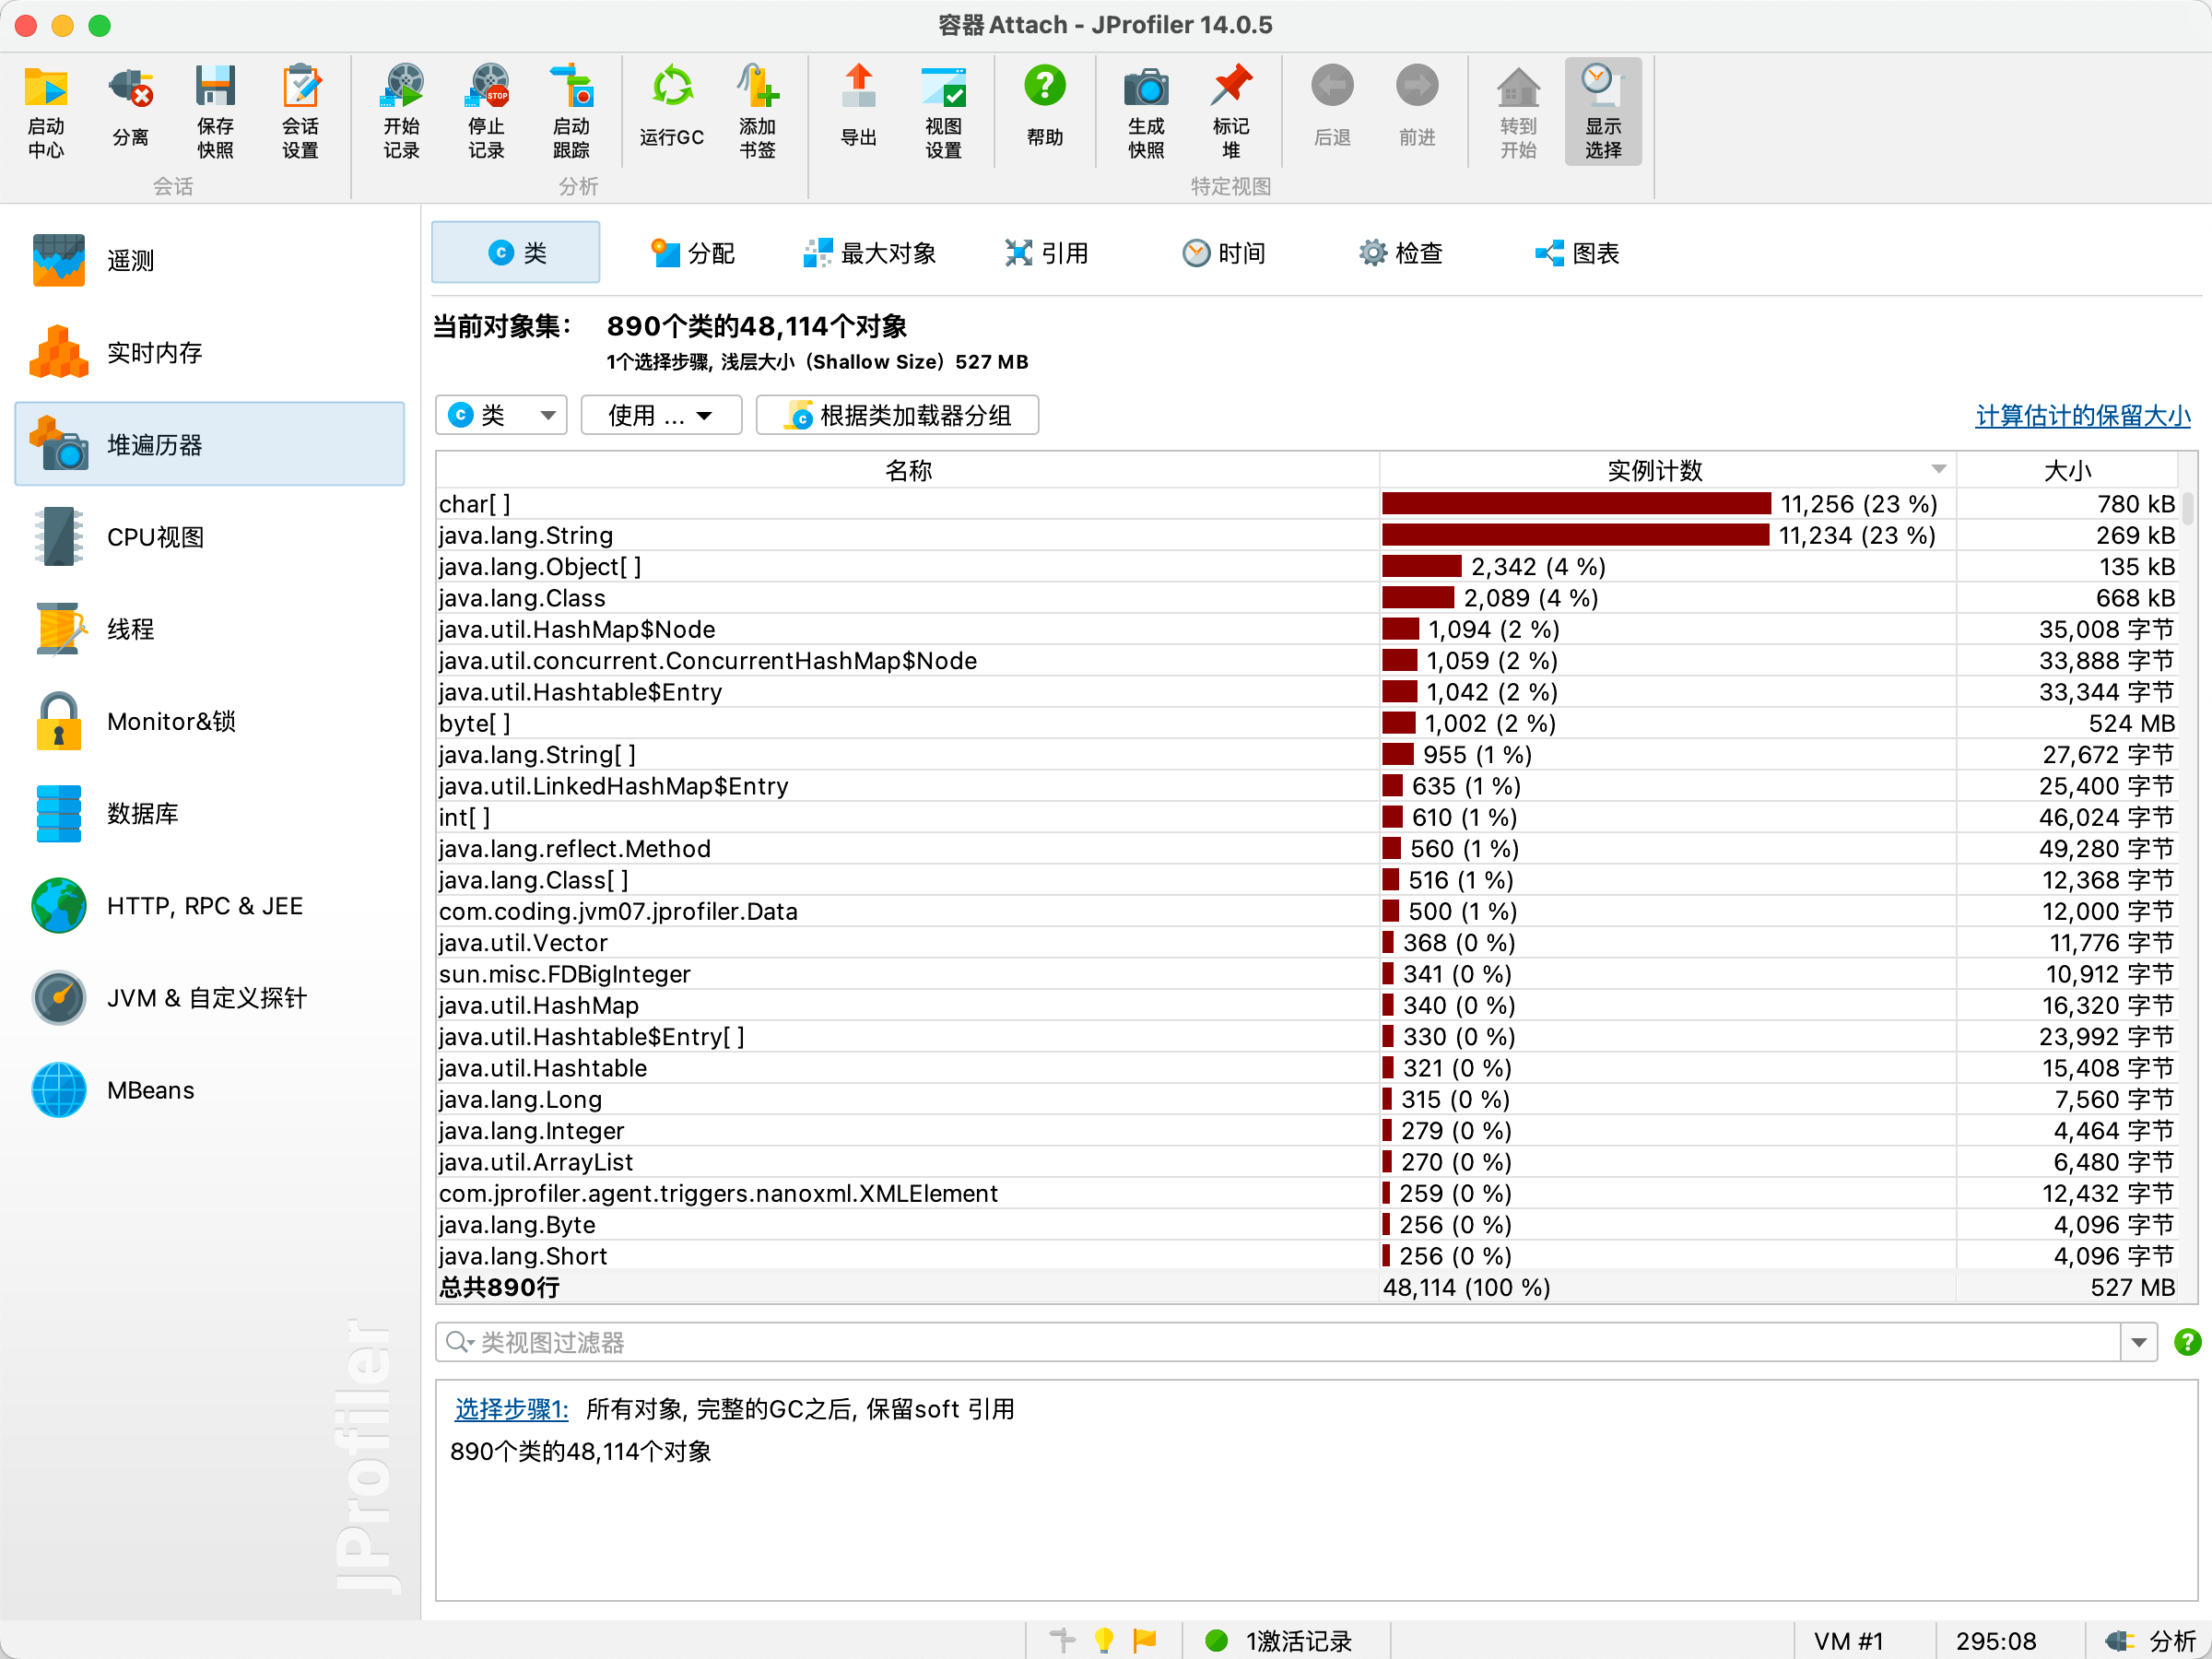 容器 Attach - JProfiler 14.0.5
启动中心 分离 保存快照 会话设置 开始记录 停止记录 启动跟踪 运行GC 添加书签 导出 视图设置 帮助 生成快照 标记堆 后退 前进 转到开始 显示选择
会话 分析 特定视图
遥测
实时内存
堆遍历器
CPU视图
线程
Monitor&锁
数据库
HTTP, RPC & JEE
JVM & 自定义探针
MBeans
JProfiler
类 分配 最大对象 引用 时间 检查 图表
当前对象集: 890个类的48,114个对象
1个选择步骤, 浅层大小（Shallow Size）527 MB
类 使用 ... 根据类加载器分组 计算估计的保留大小
名称 实例计数 大小
char[ ] 11,256 (23 %) 780 kB
java.lang.String 11,234 (23 %) 269 kB
java.lang.Object[ ] 2,342 (4 %) 135 kB
java.lang.Class 2,089 (4 %) 668 kB
java.util.HashMap$Node 1,094 (2 %) 35,008 字节
java.util.concurrent.ConcurrentHashMap$Node 1,059 (2 %) 33,888 字节
java.util.Hashtable$Entry 1,042 (2 %) 33,344 字节
byte[ ] 1,002 (2 %) 524 MB
java.lang.String[ ] 955 (1 %) 27,672 字节
java.util.LinkedHashMap$Entry 635 (1 %) 25,400 字节
int[ ] 610 (1 %) 46,024 字节
java.lang.reflect.Method 560 (1 %) 49,280 字节
java.lang.Class[ ] 516 (1 %) 12,368 字节
com.coding.jvm07.jprofiler.Data 500 (1 %) 12,000 字节
java.util.Vector 368 (0 %) 11,776 字节
sun.misc.FDBigInteger 341 (0 %) 10,912 字节
java.util.HashMap 340 (0 %) 16,320 字节
java.util.Hashtable$Entry[ ] 330 (0 %) 23,992 字节
java.util.Hashtable 321 (0 %) 15,408 字节
java.lang.Long 315 (0 %) 7,560 字节
java.lang.Integer 279 (0 %) 4,464 字节
java.util.ArrayList 270 (0 %) 6,480 字节
com.jprofiler.agent.triggers.nanoxml.XMLElement 259 (0 %) 12,432 字节
java.lang.Byte 256 (0 %) 4,096 字节
java.lang.Short 256 (0 %) 4,096 字节
总共890行 48,114 (100 %) 527 MB
类视图过滤器
选择步骤1: 所有对象, 完整的GC之后, 保留soft 引用
890个类的48,114个对象
1激活记录 VM #1 295:08 分析